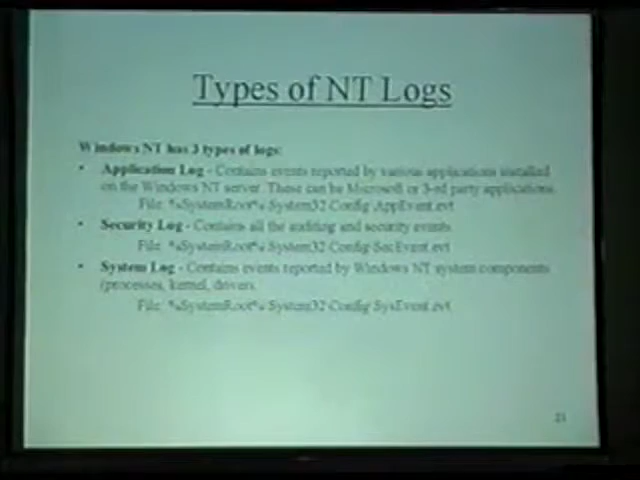 Types of NT Logs
Windows NT has 3 types of logs:
• Application Log - Contains events reported by various applications installed
on the Windows NT server. These can be Microsoft or 3-rd party applications.
File: %SystemRoot%\System32\Config\AppEvent.evt
• Security Log - Contains all the auditing and security events
File: %SystemRoot%\System32\Config\SecEvent.evt
• System Log - Contains events reported by Windows NT system components
(processes, kernel, drivers
File: %SystemRoot%\System32\Config\SysEvent.evt
21